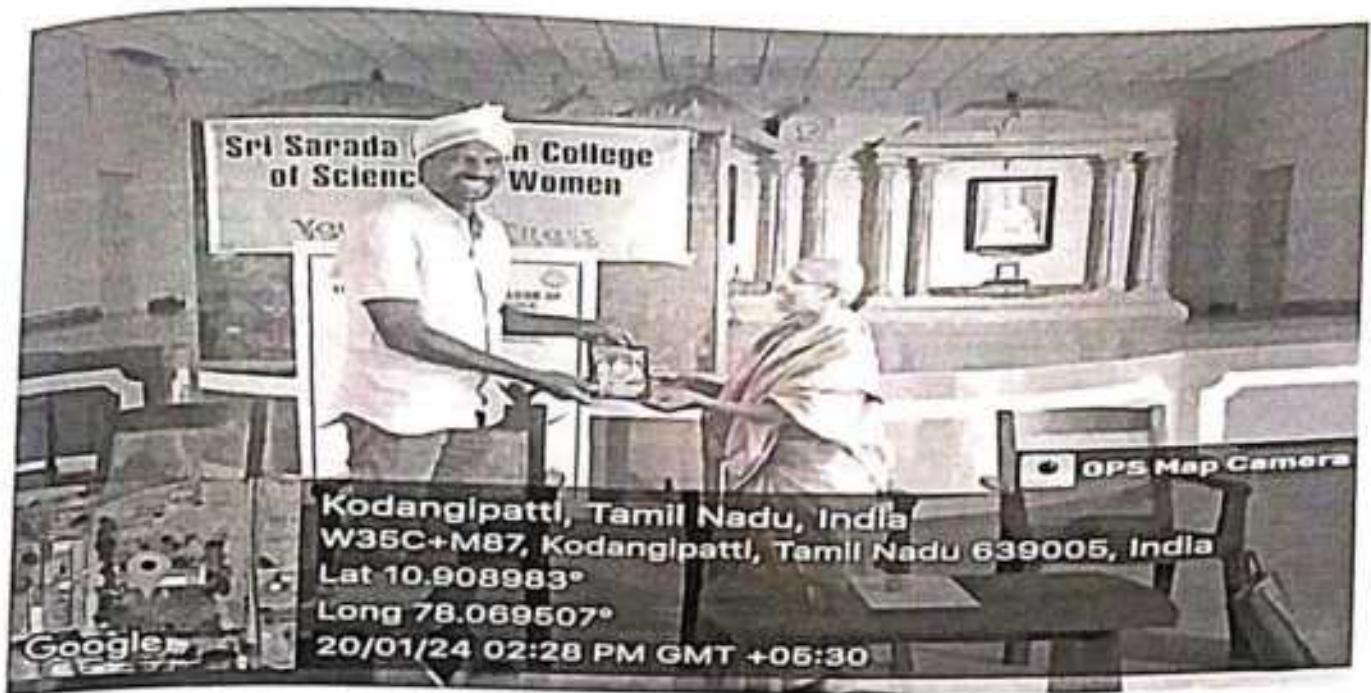 Sri Sarada n College
of Scienc Women
GPS Map Camera
Kodangipatti, Tamil Nadu, India
W35C+M87, Kodangipatti, Tamil Nadu 639005, India
Lat 10.908983°
Long 78.069507°
20/01/24 02:28 PM GMT +05:30
Google